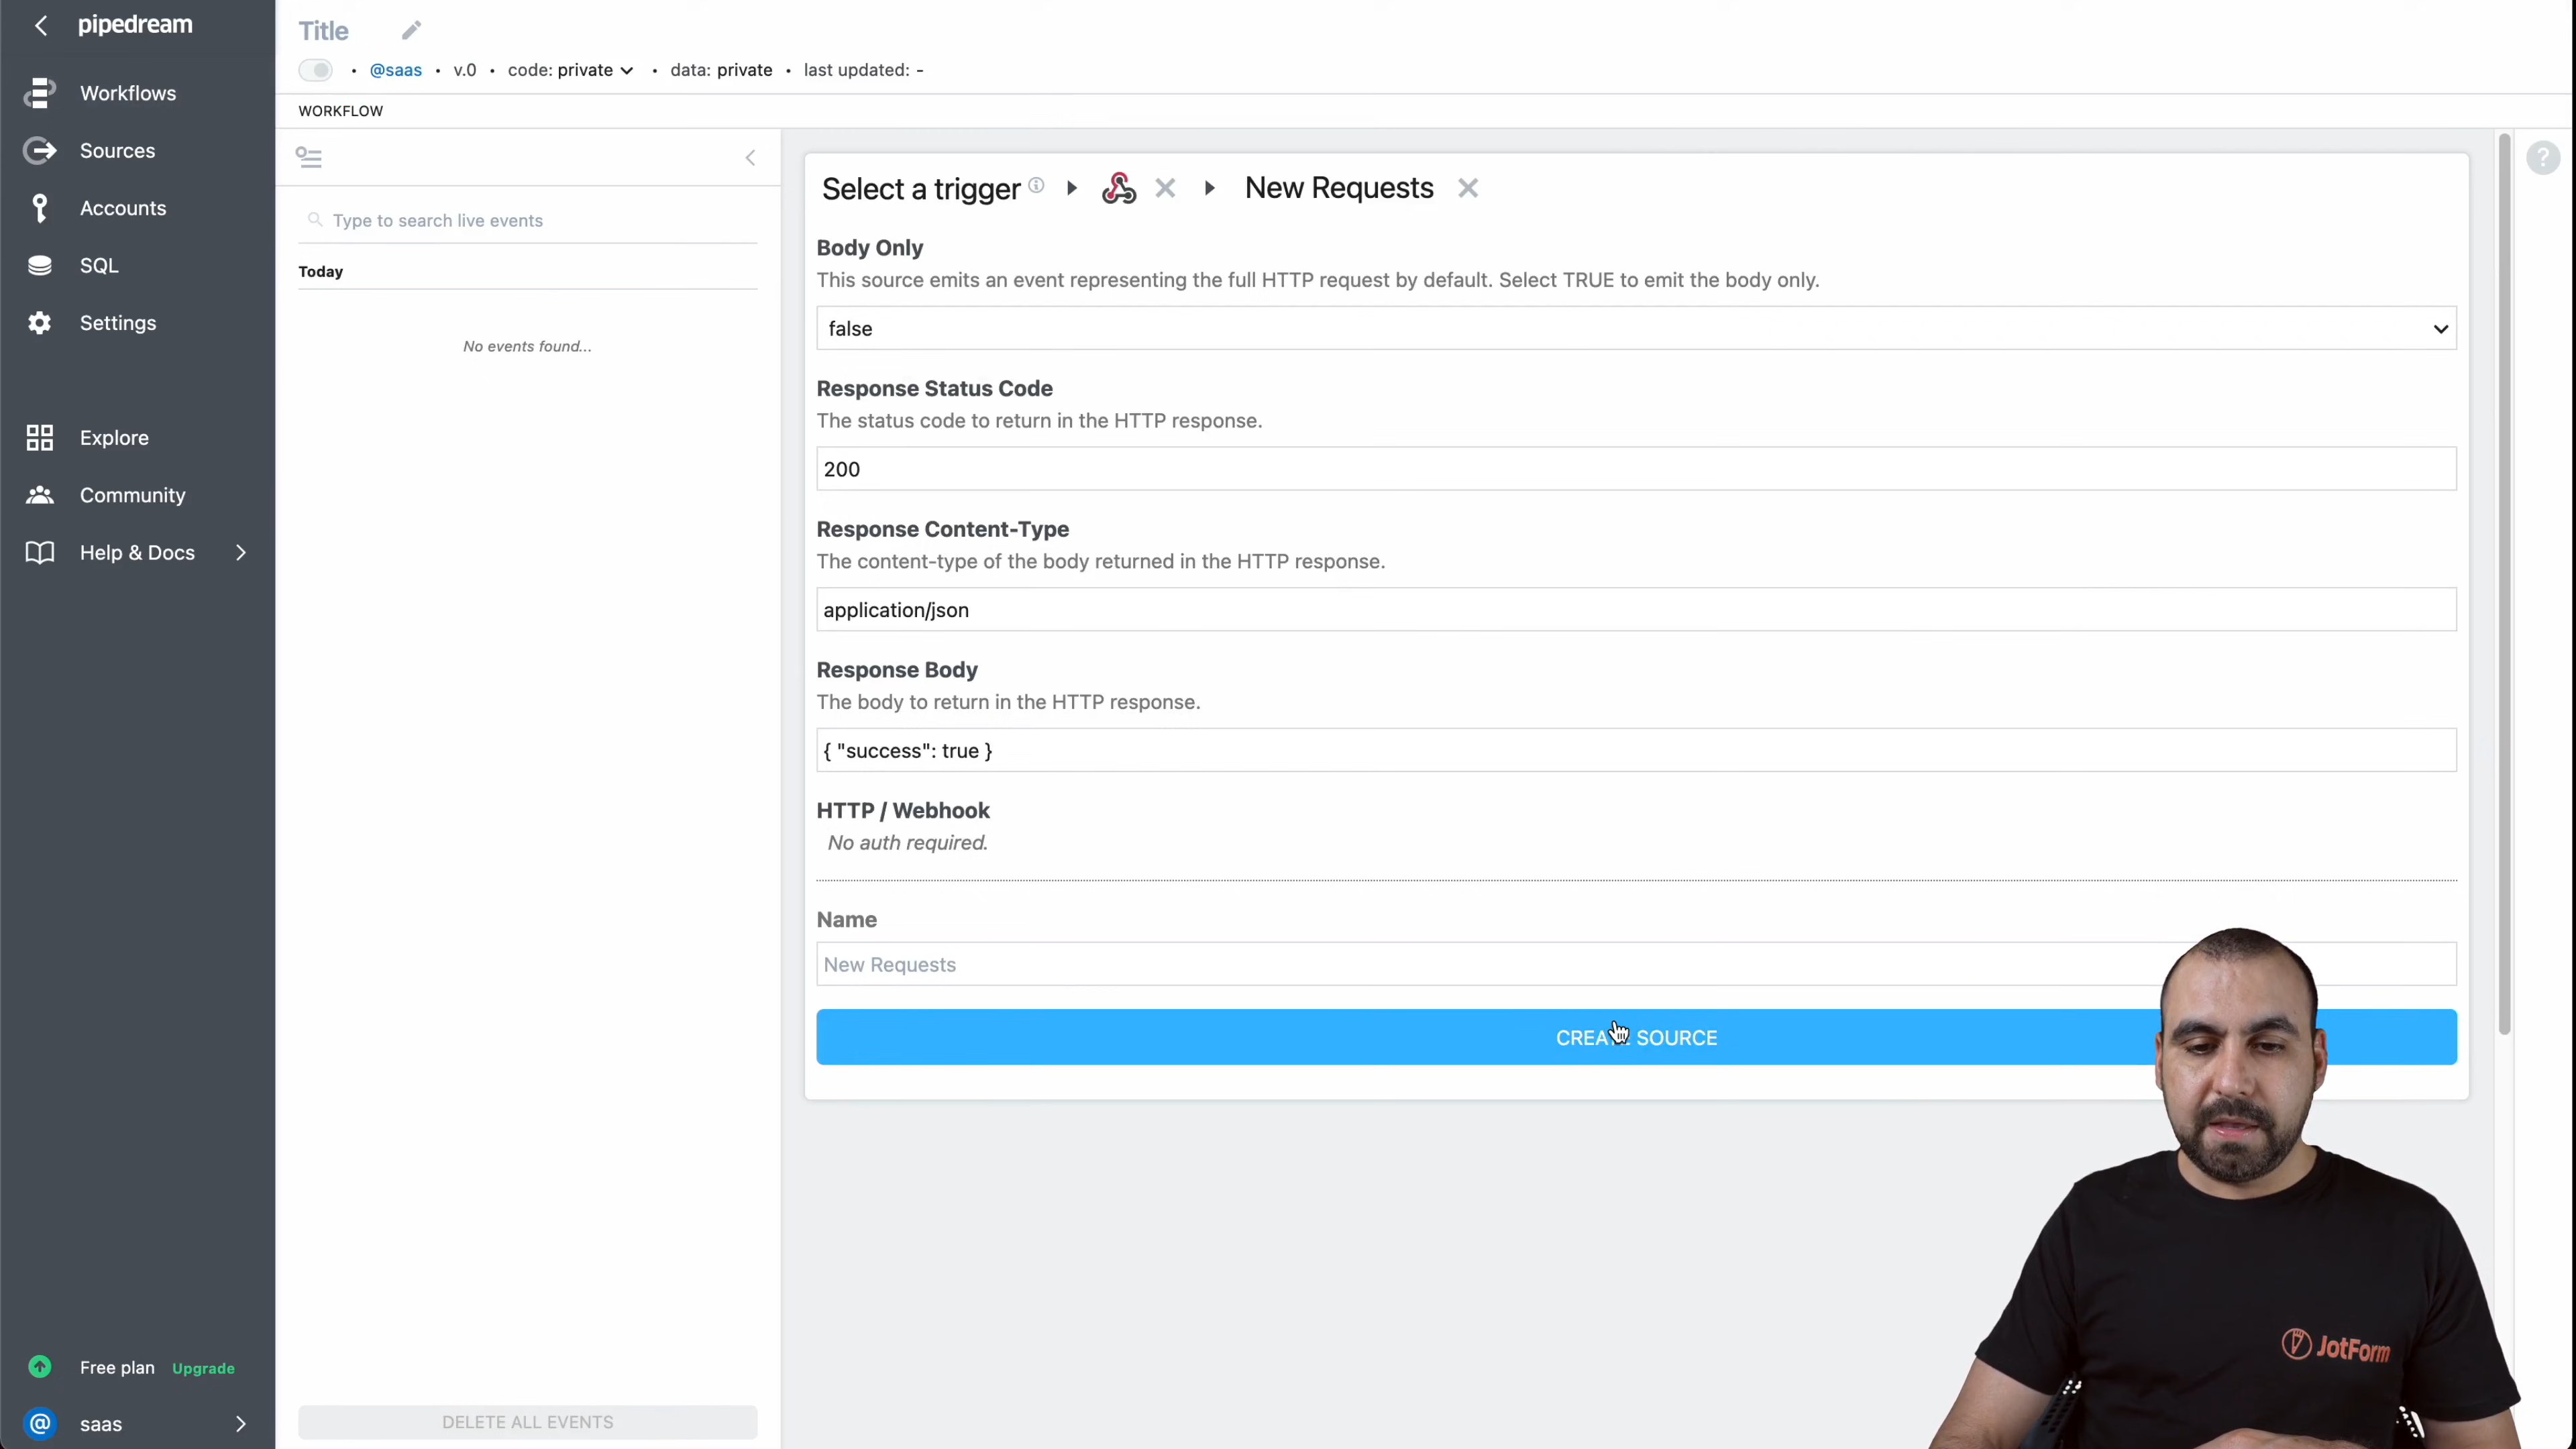 pipedream
Workflows
Sources
Accounts
SQL
Settings
Explore
Community
Help & Docs
Free plan Upgrade
@ saas
Title
• @saas • v.0 • code: private • data: private • last updated: -
WORKFLOW
Type to search live events
Today
No events found...
DELETE ALL EVENTS
Select a trigger New Requests
Body Only
This source emits an event representing the full HTTP request by default. Select TRUE to emit the body only.
false
Response Status Code
The status code to return in the HTTP response.
200
Response Content-Type
The content-type of the body returned in the HTTP response.
application/json
Response Body
The body to return in the HTTP response.
{ "success": true }
HTTP / Webhook
No auth required.
Name
New Requests
CREATE SOURCE
?
JotForm